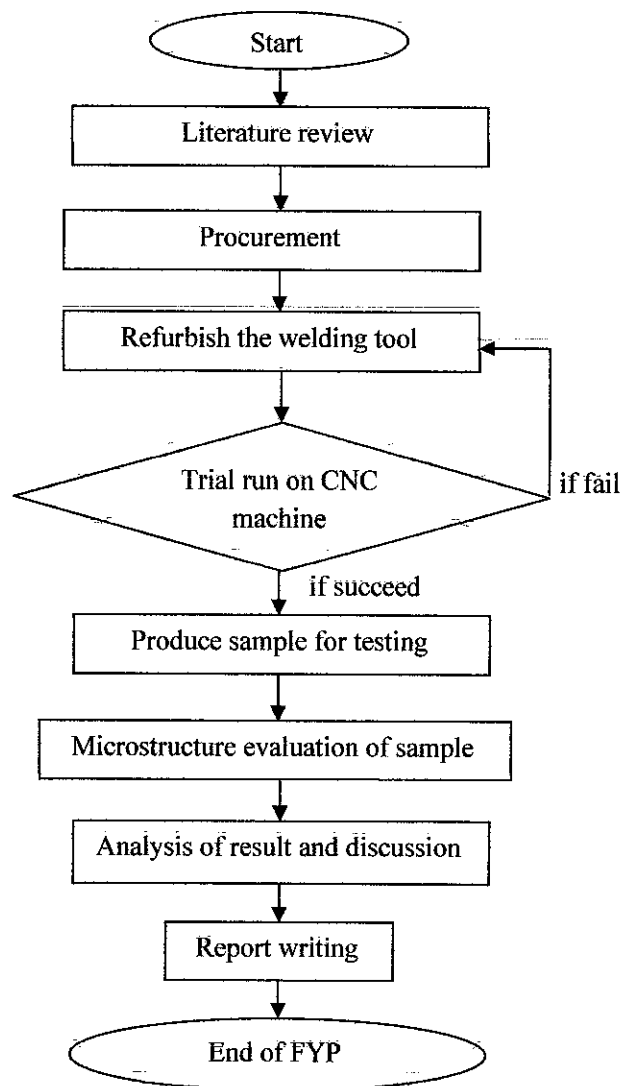 Start
Literature review
Procurement
Refurbish the welding tool
Trial run on CNC
machine
if fail
if succeed
Produce sample for testing
Microstructure evaluation of sample
Analysis of result and discussion
Report writing
End of FYP